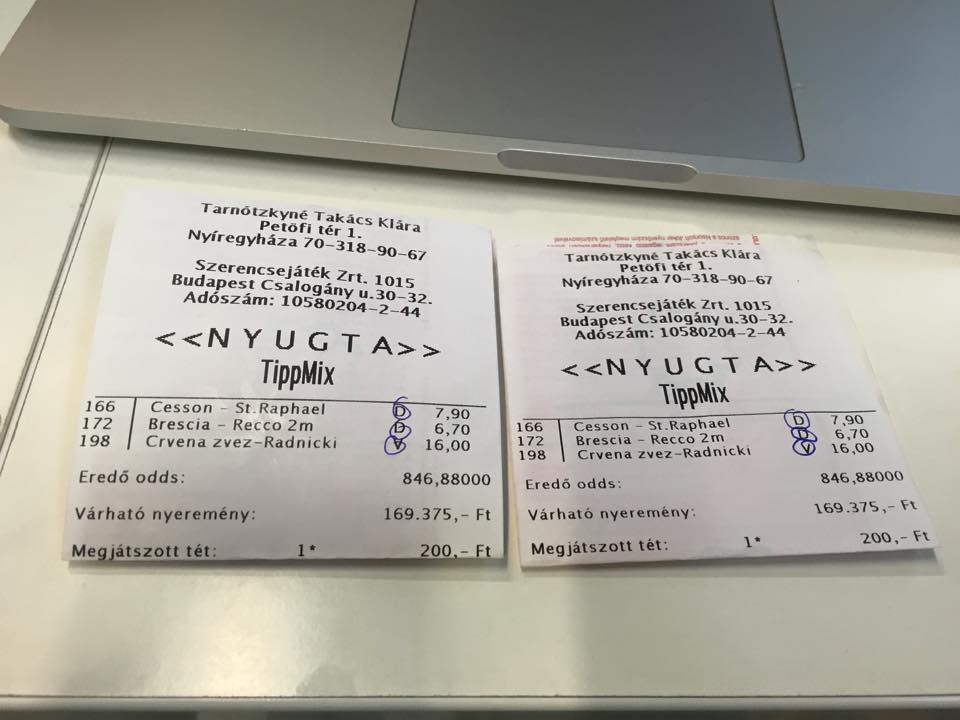 Tarnótzkyné Takács Klára
Petöfi tér 1.
Nyíregyháza 70-318-90-67
Szerencsejáték Zrt. 1015
Budapest Csalogány u.30-32.
Adószám: 10580204-2-44
<<NYUGTA>>
TippMix
166 Cesson - St.Raphael D 7,90
172 Brescia - Recco 2m D 6,70
198 Crvena zvez-Radnicki V 16,00
Eredő odds: 846,88000
Várható nyeremény: 169.375,- Ft
Megjátszott tét: 1* 200,- Ft
Tarnótzkyné Takács Klára
Petöfi tér 1.
Nyíregyháza 70-318-90-67
Szerencsejáték Zrt. 1015
Budapest Csalogány u.30-32.
Adószám: 10580204-2-44
<<NYUGTA>>
TippMix
166 Cesson - St.Raphael D 7,90
172 Brescia - Recco 2m D 6,70
198 Crvena zvez-Radnicki V 16,00
Eredő odds: 846,88000
Várható nyeremény: 169.375,- Ft
Megjátszott tét: 1* 200,- Ft